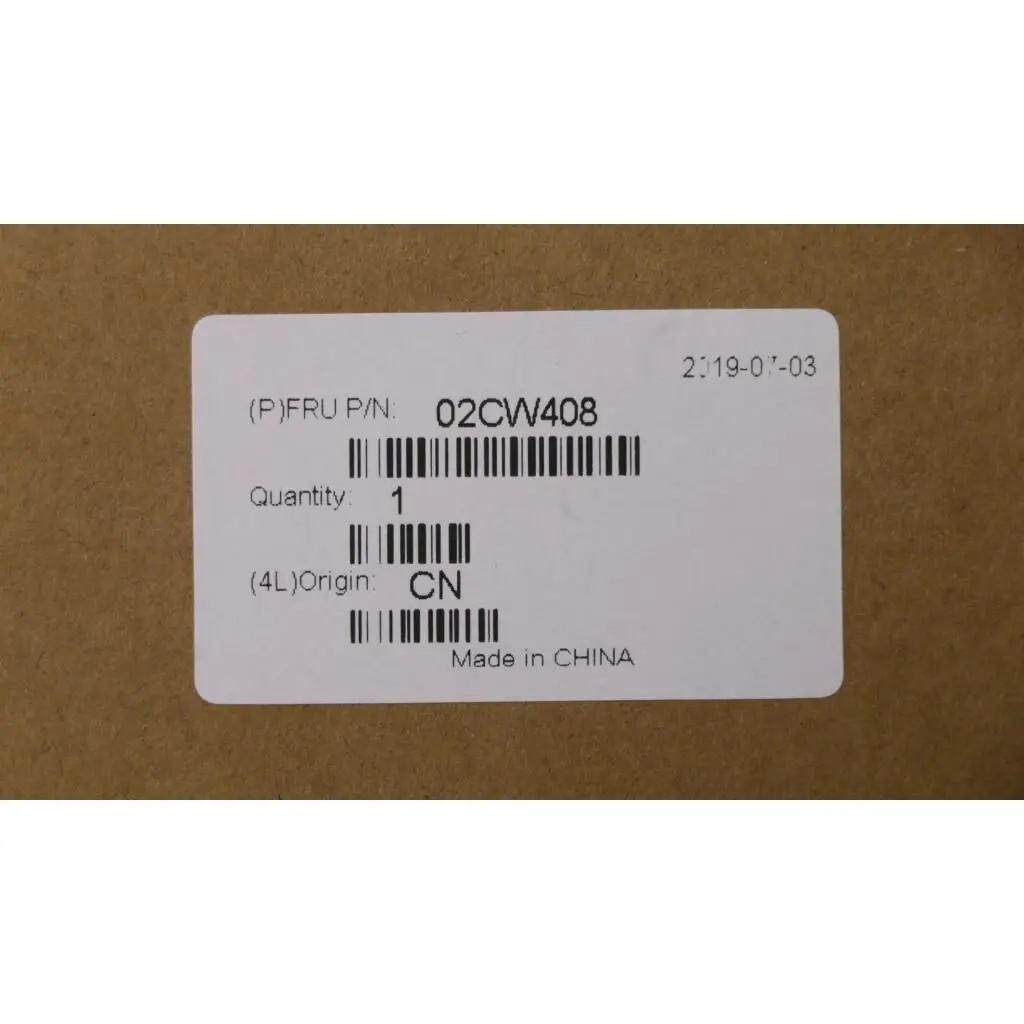 2019-07-03
(P)FRU P/N: 02CW408
Quantity: 1
(4L)Origin: CN
Made in CHINA